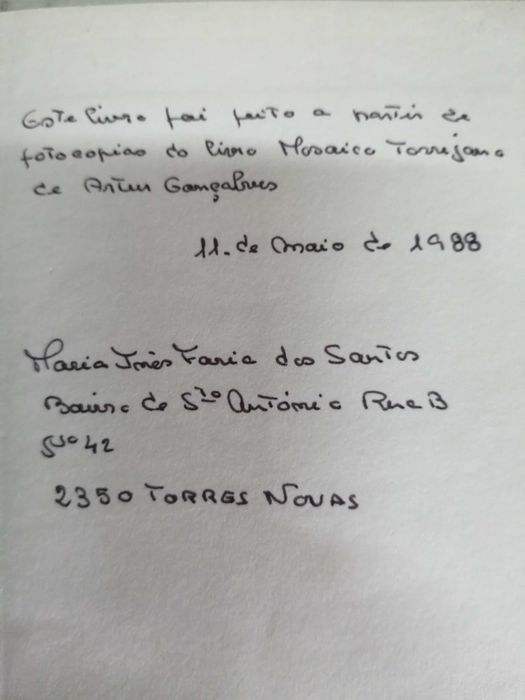 Este livro foi feito a partir de
fotocopias do livro Mosaico Torrejano
de Artur Gonçalves
11. de Maio de 1988
Maria Inês Faria dos Santos
Bairro de Stº António Rua B
Nº 42
2350 TORRES NOVAS